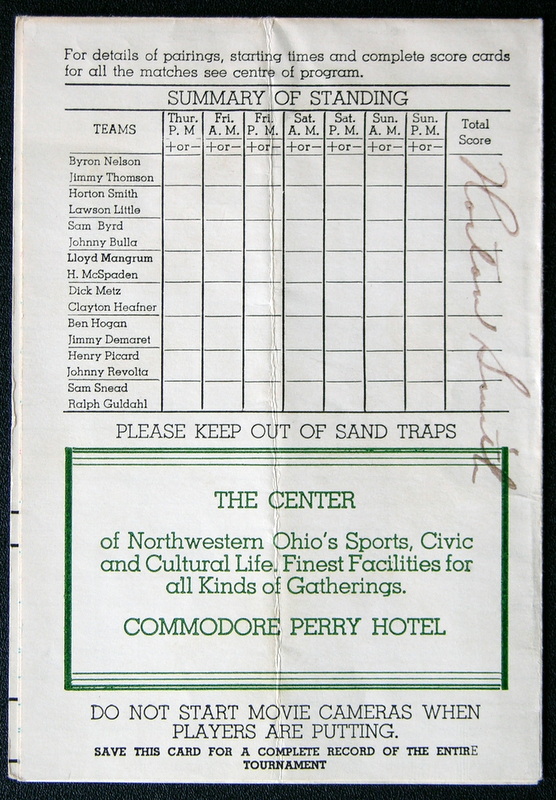 For details of pairings, starting times and complete score cards
for all the matches see centre of program.
SUMMARY OF STANDING
TEAMS Thur. P. M Fri. A. M. Fri. P. M. Sat. A. M. Sat. P. M. Sun. A. M. Sun. P. M. Total Score
+or— +or— +or— +or— +or— +or— +or—
Byron Nelson
Jimmy Thomson
Horton Smith
Lawson Little
Sam Byrd
Johnny Bulla
Lloyd Mangrum
H. McSpaden
Dick Metz
Clayton Heafner
Ben Hogan
Jimmy Demaret
Henry Picard
Johnny Revolta
Sam Snead
Ralph Guldahl
Horton Smith
PLEASE KEEP OUT OF SAND TRAPS
THE CENTER
of Northwestern Ohio's Sports, Civic
and Cultural Life. Finest Facilities for
all Kinds of Gatherings.
COMMODORE PERRY HOTEL
DO NOT START MOVIE CAMERAS WHEN
PLAYERS ARE PUTTING.
SAVE THIS CARD FOR A COMPLETE RECORD OF THE ENTIRE
TOURNAMENT